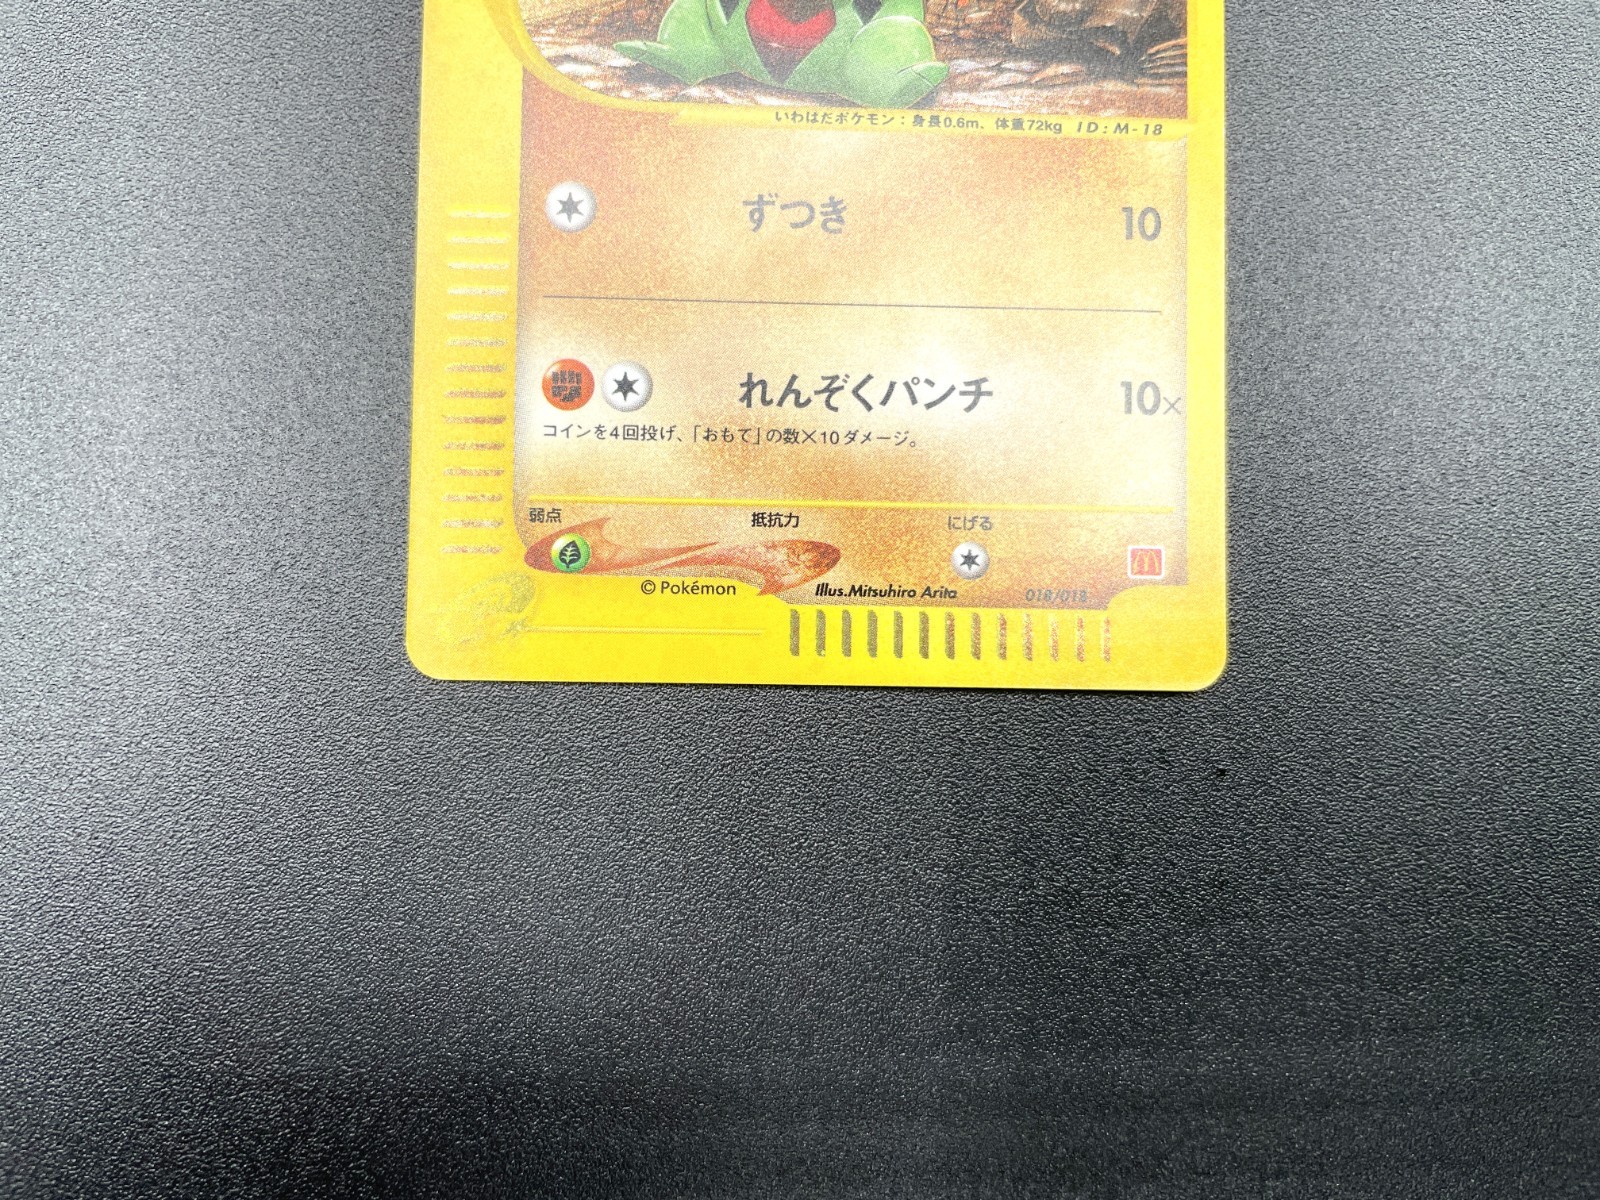 いわはだポケモン：身長0.6m、体重72kg ID:M-18
ずつき 10
れんぞくパンチ 10×
コインを4回投げ、「おもて」の数×10ダメージ。
弱点 抵抗力 にげる
© Pokémon Illus.Mitsuhiro Arita 018/018